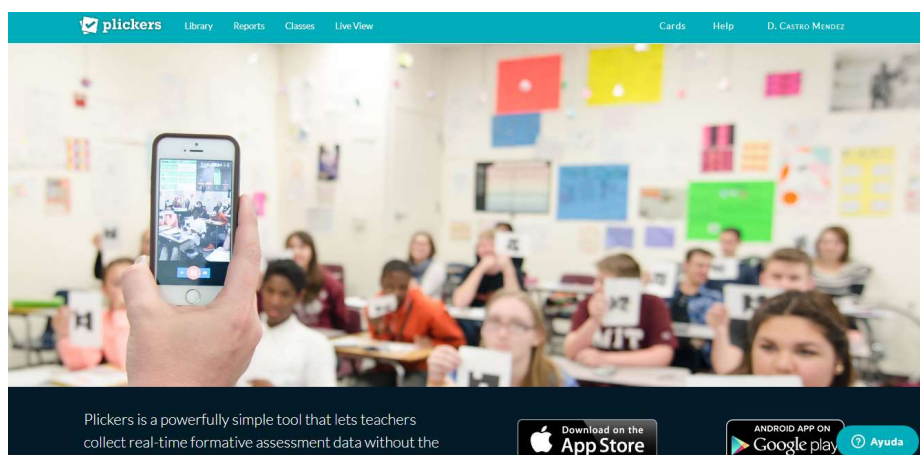 plickers Library Reports Classes Live View Cards Help D. CASTRO MENDEZ
NIT
Plickers is a powerfully simple tool that lets teachers
collect real-time formative assessment data without the
Download on the
App Store
ANDROID APP ON
Google play
Ayuda